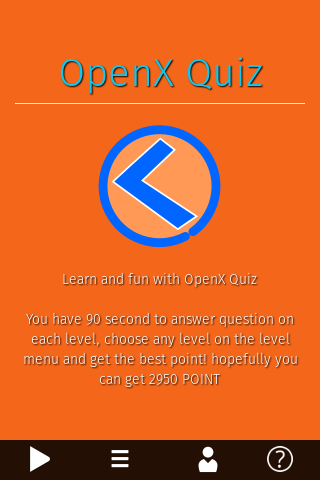 OpenX Quiz
Learn and fun with OpenX Quiz
You have 90 second to answer question on
each level, choose any level on the level
menu and get the best point! hopefully you
can get 2950 POINT